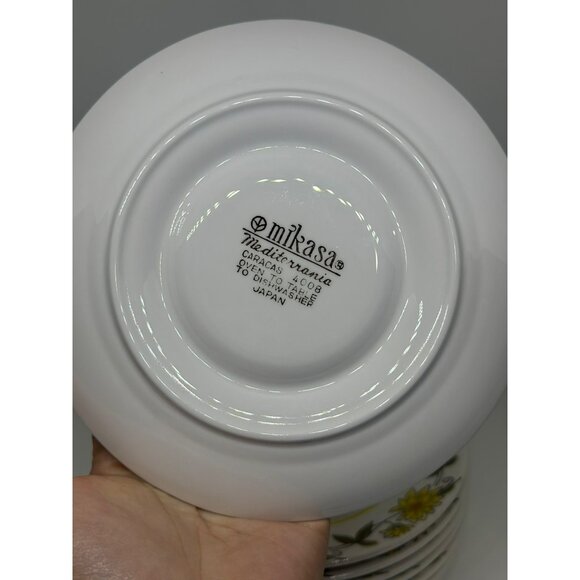 mikasa®
Mediterrania
CARACAS 4008
OVEN TO TABLE
TO DISHWASHER
JAPAN